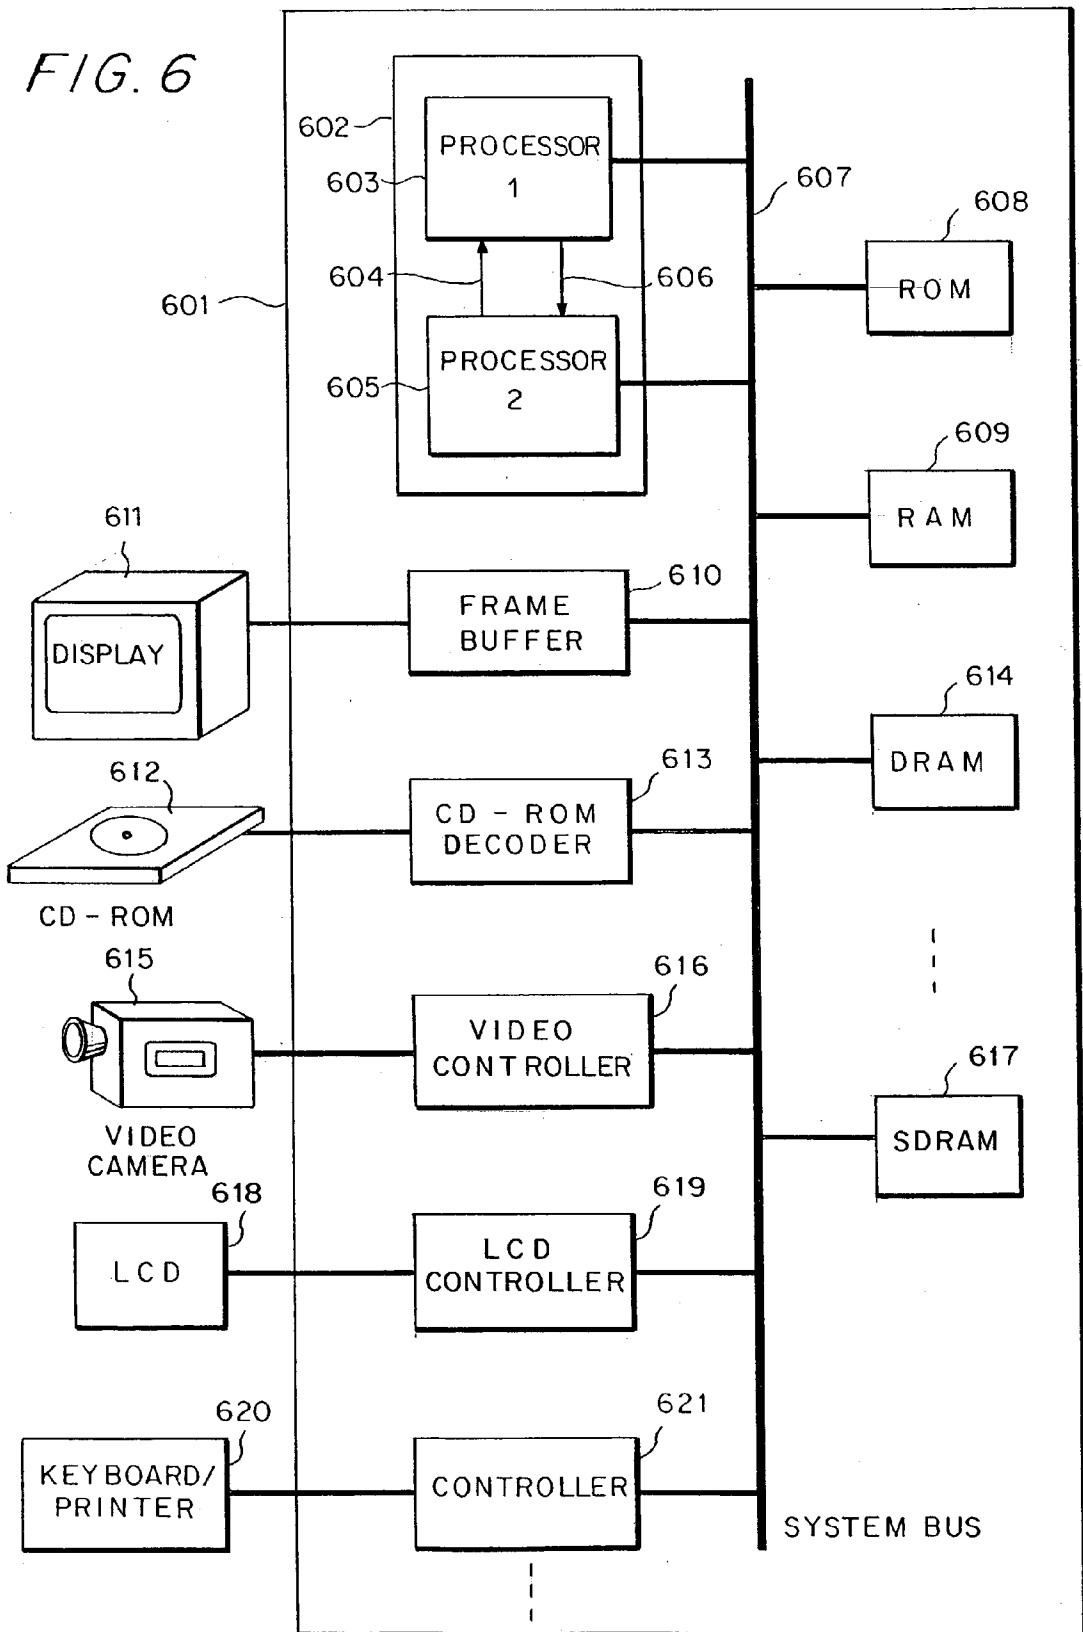 FIG. 6
602
PROCESSOR
1
603
604
606
601
PROCESSOR
2
605
607
608
ROM
609
RAM
611
DISPLAY
610
FRAME
BUFFER
614
DRAM
612
CD-ROM
613
CD-ROM
DECODER
615
VIDEO
CAMERA
616
VIDEO
CONTROLLER
617
SDRAM
618
LCD
619
LCD
CONTROLLER
620
KEYBOARD/
PRINTER
621
CONTROLLER
SYSTEM BUS